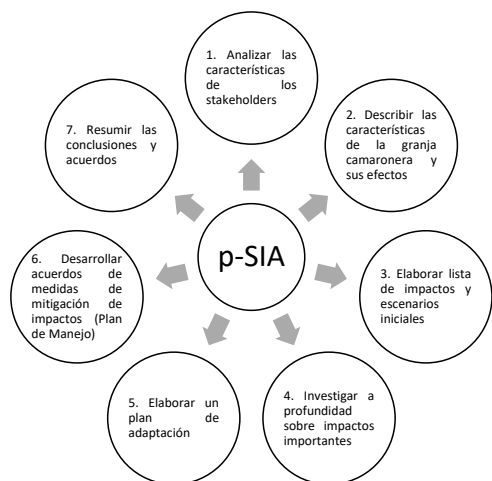 1. Analizar las
características
de los
stakeholders
2. Describir las
características
de la granja
camaronera y
sus efectos
3. Elaborar lista
de impactos y
escenarios
iniciales
4. Investigar a
profundidad
sobre impactos
importantes
5. Elaborar un
plan de
adaptación
6. Desarrollar
acuerdos de
medidas de
mitigación de
impactos (Plan
de Manejo)
7. Resumir las
conclusiones y
acuerdos
p-SIA